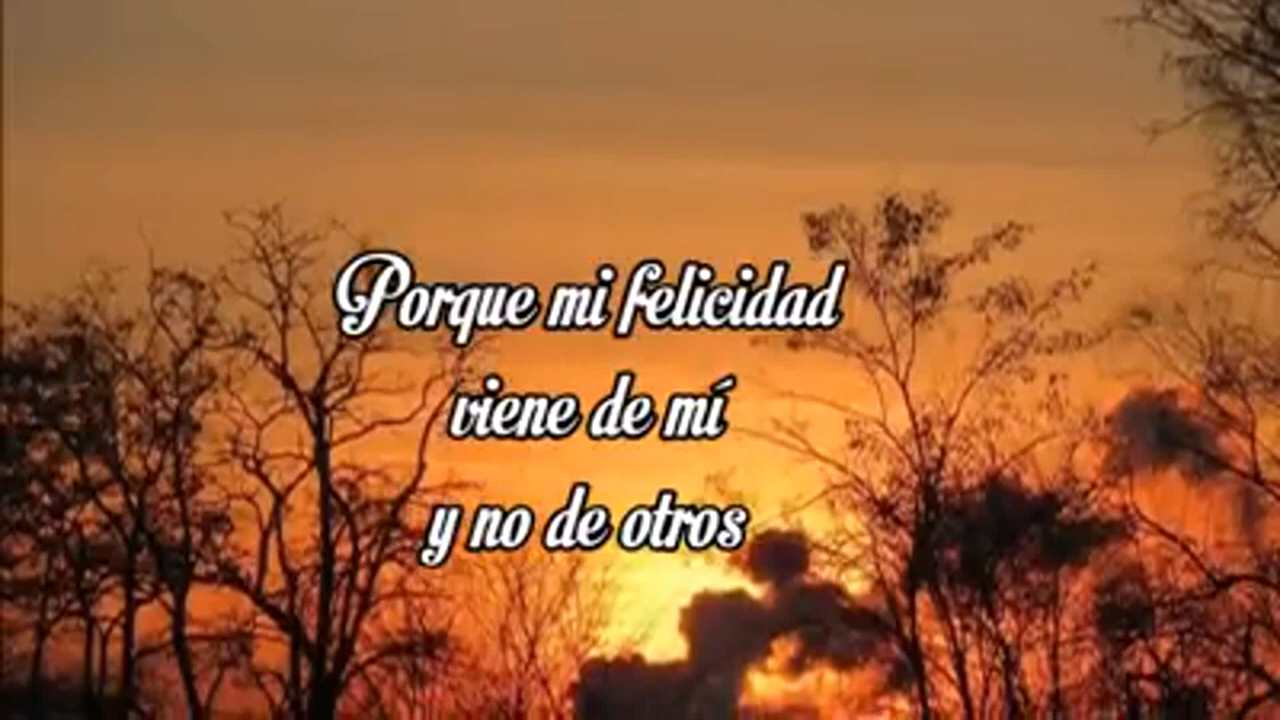 Porque mi felicidad
viene de mí
y no de otros